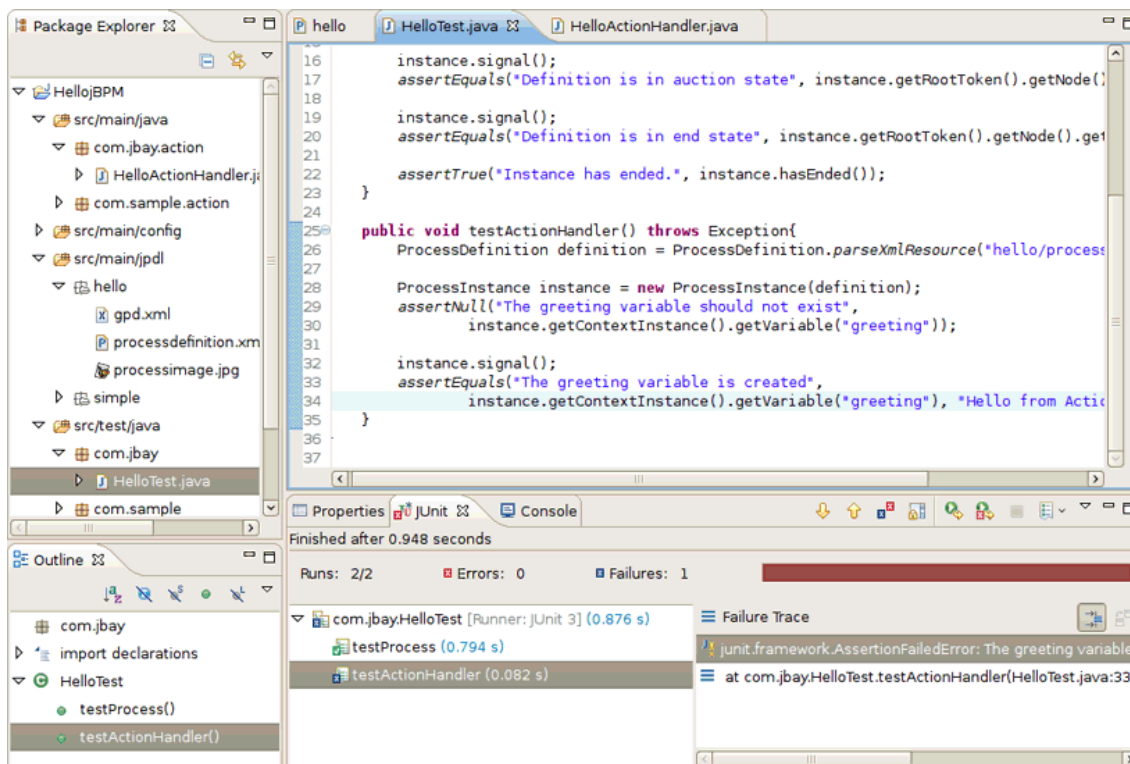 Package Explorer
HellojBPM
src/main/java
com.jbay.action
HelloActionHandler.ja
com.sample.action
src/main/config
src/main/jpdl
hello
gpd.xml
processdefinition.xm
processimage.jpg
simple
src/test/java
com.jbay
HelloTest.java
com.sample
Outline
com.jbay
import declarations
HelloTest
testProcess()
testActionHandler()
hello HelloTest.java HelloActionHandler.java
16 instance.signal();
17 assertEquals("Definition is in auction state", instance.getRootToken().getNode()
18
19 instance.signal();
20 assertEquals("Definition is in end state", instance.getRootToken().getNode().get
21
22 assertTrue("Instance has ended.", instance.hasEnded());
23 }
24
25 public void testActionHandler() throws Exception{
26 ProcessDefinition definition = ProcessDefinition.parseXmlResource("hello/process
27
28 ProcessInstance instance = new ProcessInstance(definition);
29 assertNull("The greeting variable should not exist",
30 instance.getContextInstance().getVariable("greeting"));
31
32 instance.signal();
33 assertEquals("The greeting variable is created",
34 instance.getContextInstance().getVariable("greeting"), "Hello from Actio
35 }
36
37
Properties JUnit Console
Finished after 0.948 seconds
Runs: 2/2 Errors: 0 Failures: 1
com.jbay.HelloTest [Runner: JUnit 3] (0.876 s)
testProcess (0.794 s)
testActionHandler (0.082 s)
Failure Trace
junit.framework.AssertionFailedError: The greeting variable
at com.jbay.HelloTest.testActionHandler(HelloTest.java:33